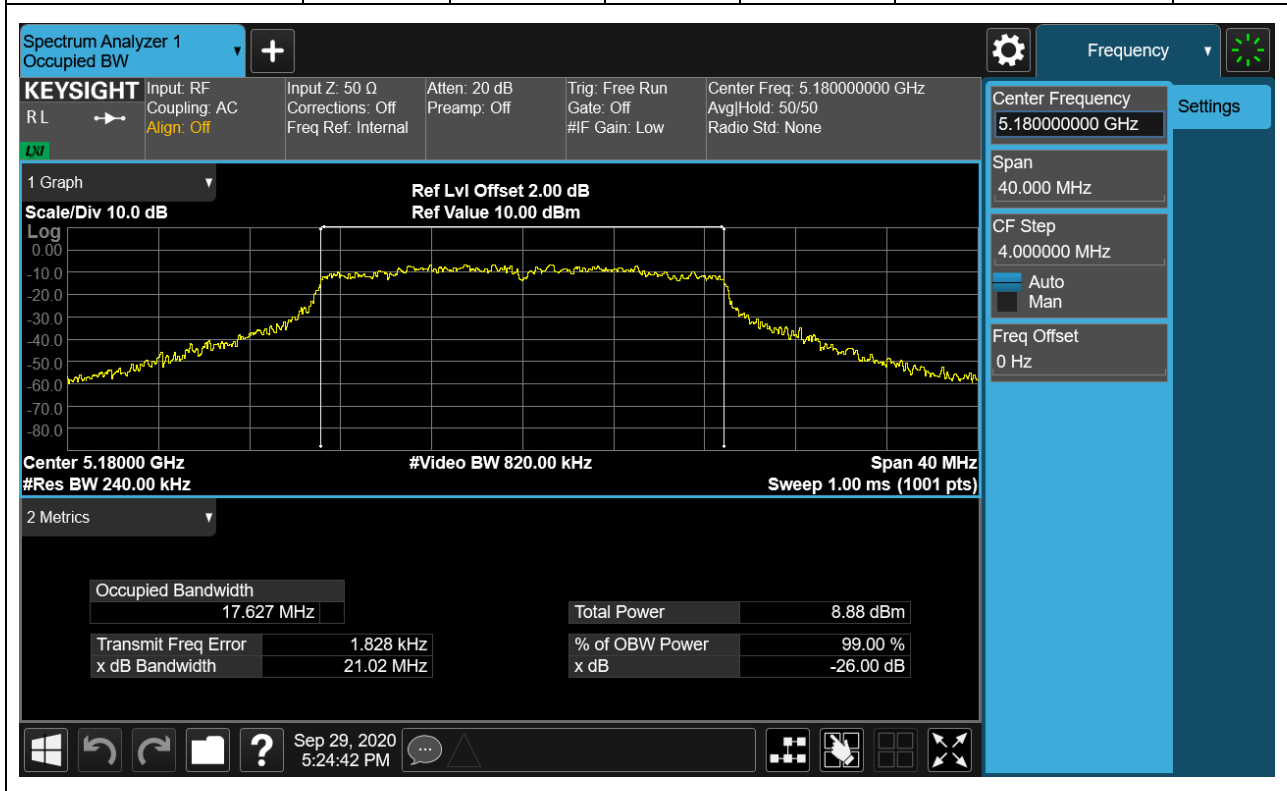 Spectrum Analyzer 1
Occupied BW
+
Frequency
KEYSIGHT
R L
LXI
Input: RF
Coupling: AC
Align: Off
Input Z: 50 Ω
Corrections: Off
Freq Ref: Internal
Atten: 20 dB
Preamp: Off
Trig: Free Run
Gate: Off
#IF Gain: Low
Center Freq: 5.180000000 GHz
Avg|Hold: 50/50
Radio Std: None
Center Frequency
5.180000000 GHz
Settings
Span
40.000 MHz
CF Step
4.000000 MHz
Auto
Man
Freq Offset
0 Hz
1 Graph
Scale/Div 10.0 dB
Ref Lvl Offset 2.00 dB
Ref Value 10.00 dBm
Log
0.00
-10.0
-20.0
-30.0
-40.0
-50.0
-60.0
-70.0
-80.0
Center 5.18000 GHz
#Video BW 820.00 kHz
Span 40 MHz
#Res BW 240.00 kHz
Sweep 1.00 ms (1001 pts)
2 Metrics
Occupied Bandwidth
17.627 MHz
Total Power 8.88 dBm
Transmit Freq Error 1.828 kHz
% of OBW Power 99.00 %
x dB Bandwidth 21.02 MHz
x dB -26.00 dB
?
Sep 29, 2020
5:24:42 PM